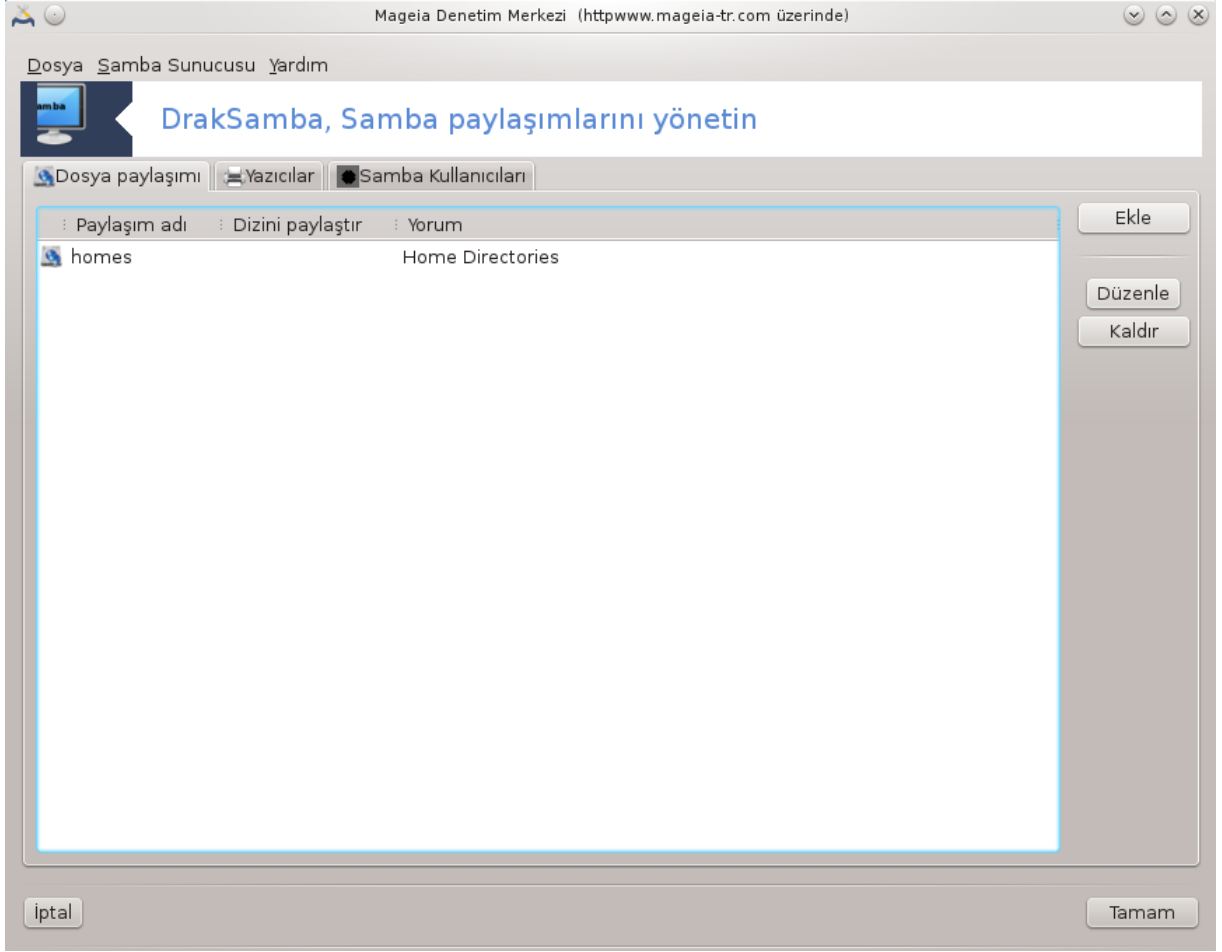 Mageia Denetim Merkezi (httpwww.mageia-tr.com üzerinde)
Dosya Samba Sunucusu Yardım
amba
DrakSamba, Samba paylaşımlarını yönetin
Dosya paylaşımı Yazıcılar Samba Kullanıcıları
Paylaşım adı Dizini paylaştır Yorum
homes Home Directories
Ekle
Düzenle
Kaldır
İptal Tamam